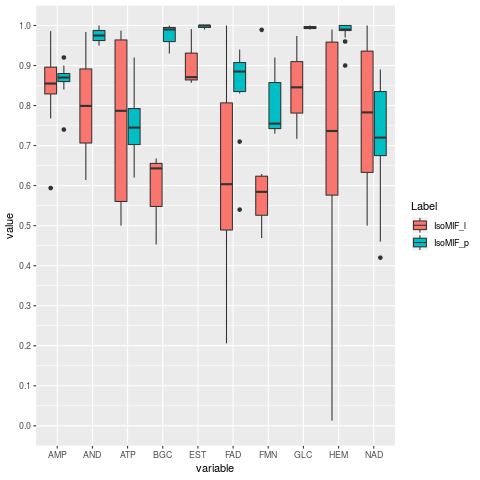 1.0
0.9
0.8
0.7
0.6
0.5
0.4
0.3
0.2
0.1
0.0
value
AMP AND ATP BGC EST FAD FMN GLC HEM NAD
variable
Label
IsoMIF_l
IsoMIF_p